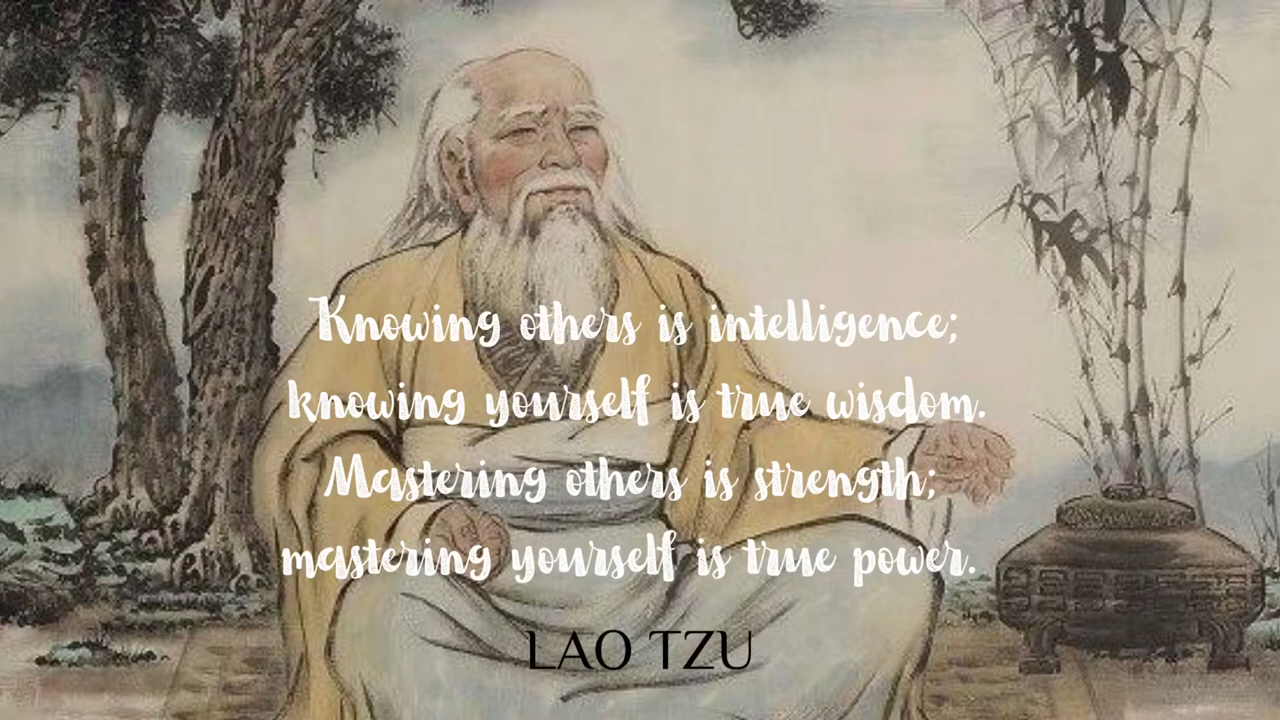 Knowing others is intelligence;
knowing yourself is true wisdom.
Mastering others is strength;
mastering yourself is true power.
LAO TZU